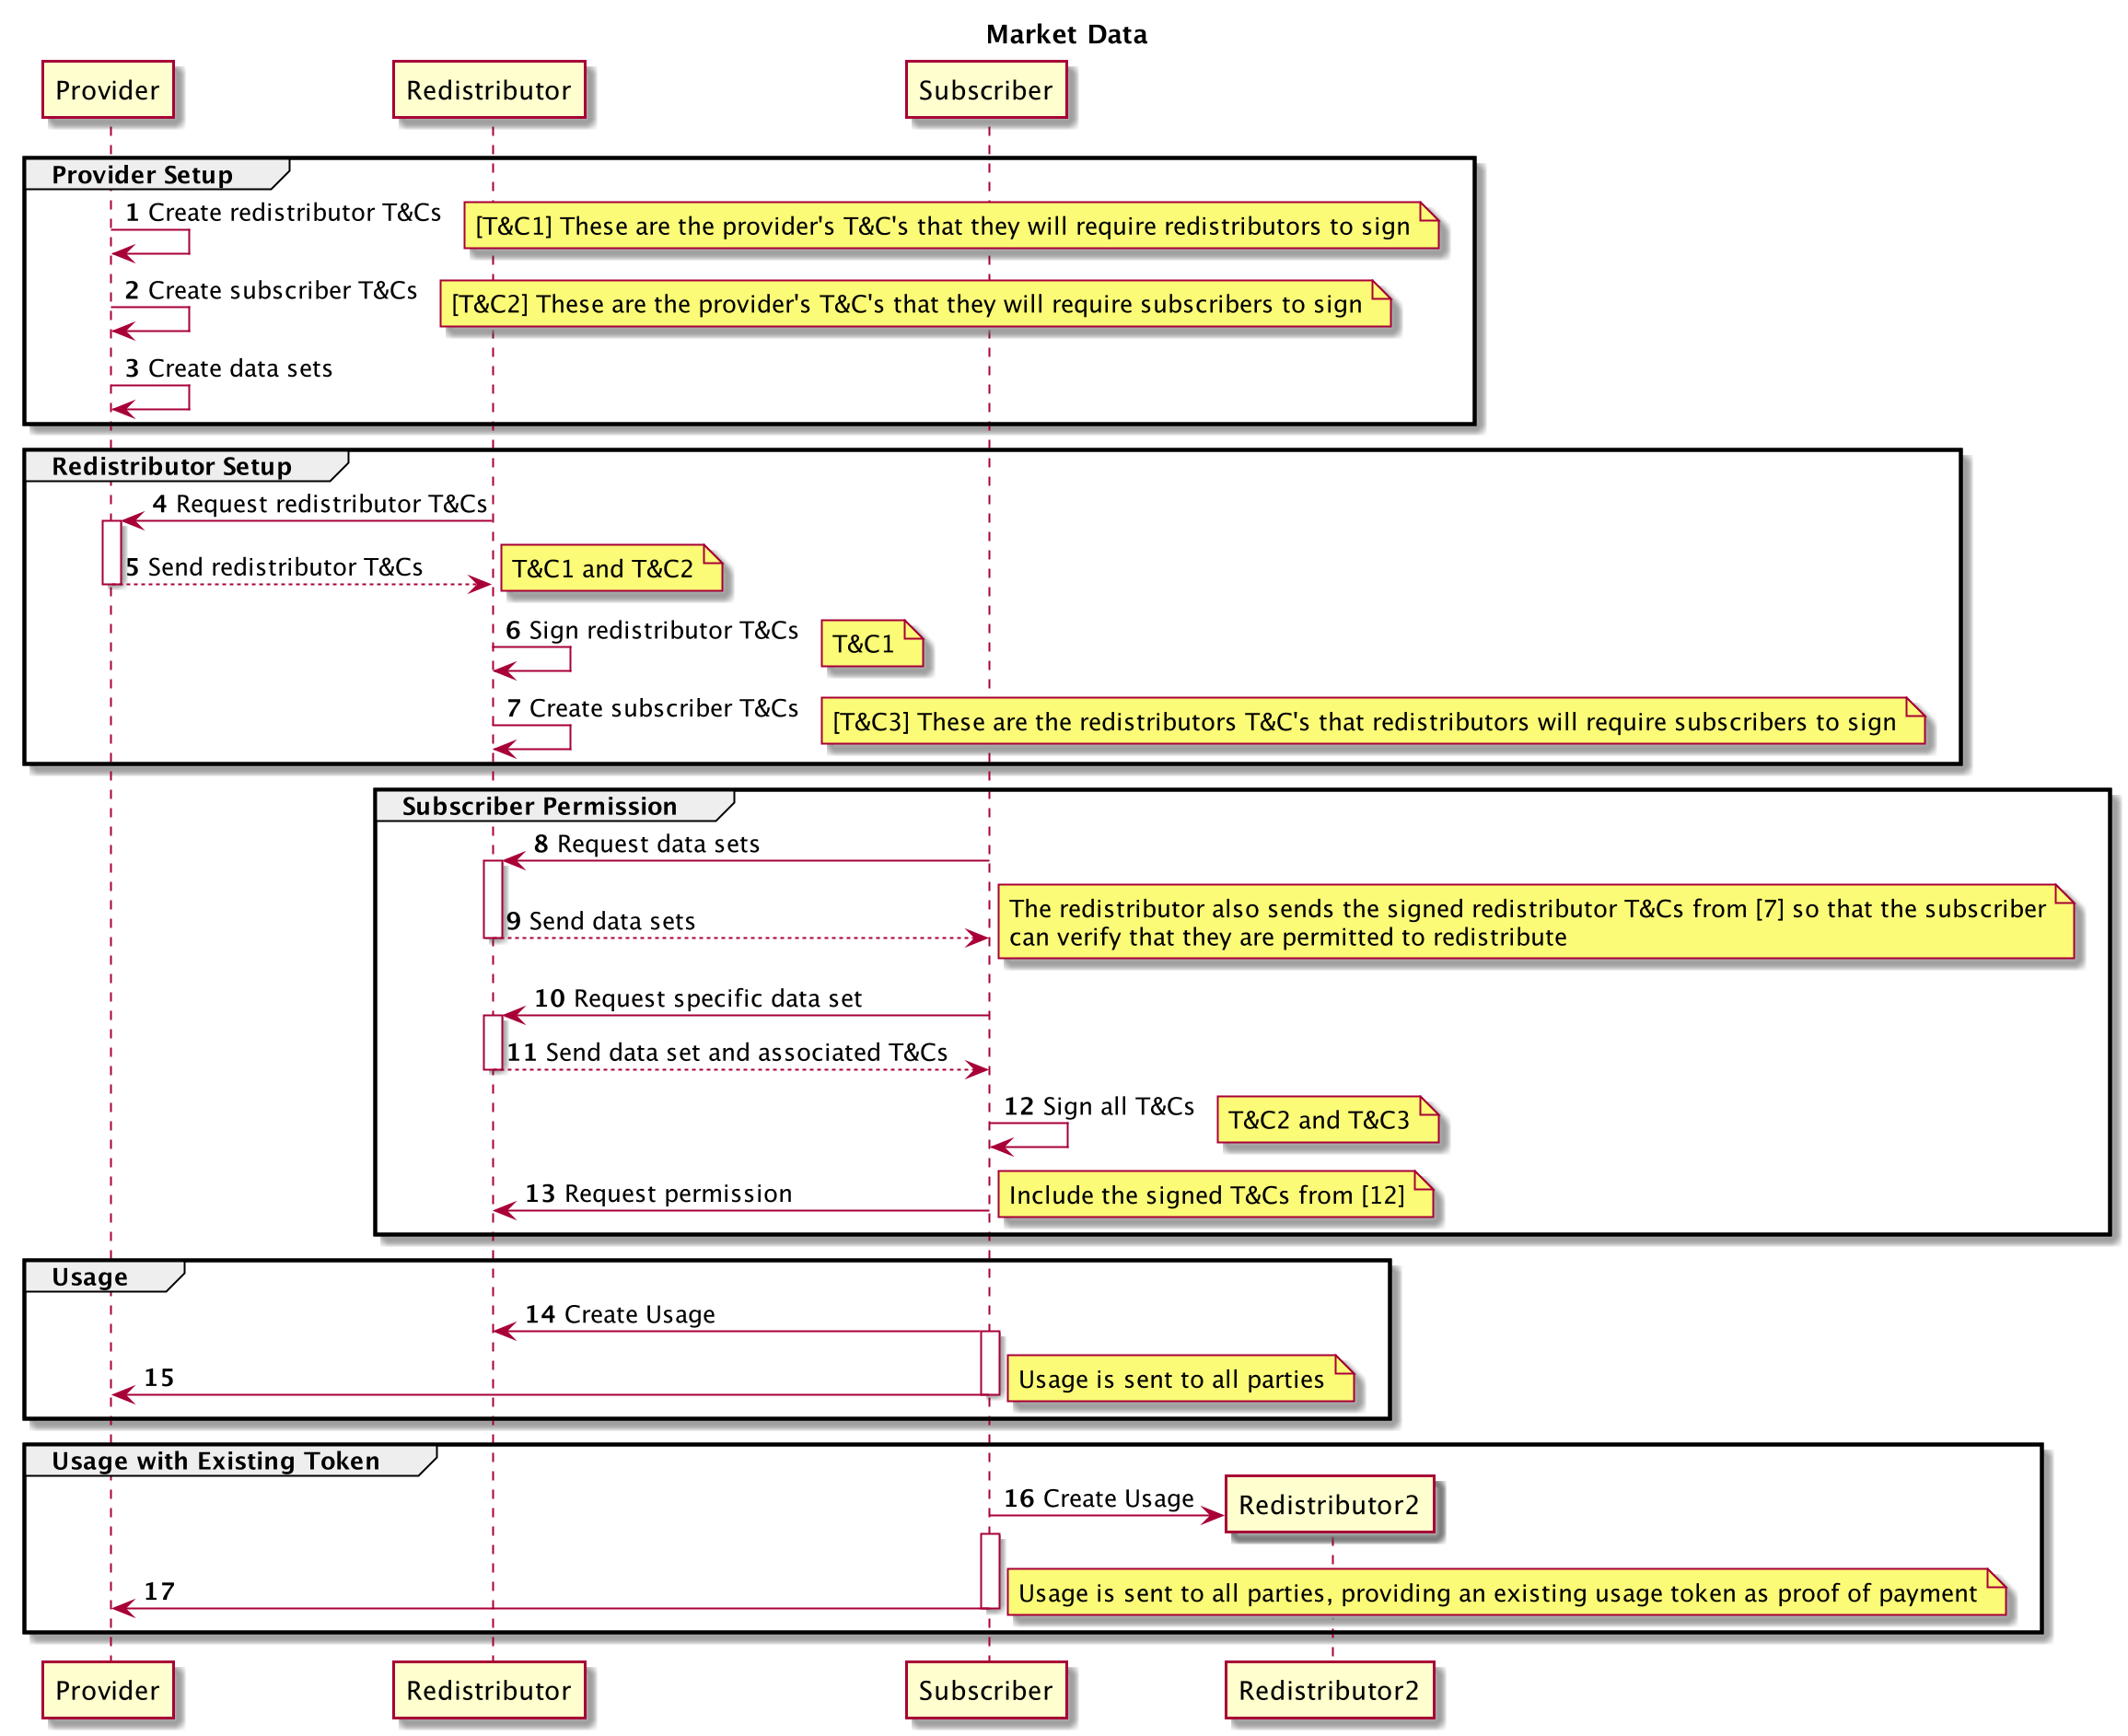 Market Data
Provider
Redistributor
Subscriber
Provider Setup
1 Create redistributor T&Cs
[T&C1] These are the provider's T&C's that they will require redistributors to sign
2 Create subscriber T&Cs
[T&C2] These are the provider's T&C's that they will require subscribers to sign
3 Create data sets
Redistributor Setup
4 Request redistributor T&Cs
5 Send redistributor T&Cs
T&C1 and T&C2
6 Sign redistributor T&Cs
T&C1
7 Create subscriber T&Cs
[T&C3] These are the redistributors T&C's that redistributors will require subscribers to sign
Subscriber Permission
8 Request data sets
9 Send data sets
The redistributor also sends the signed redistributor T&Cs from [7] so that the subscriber
can verify that they are permitted to redistribute
10 Request specific data set
11 Send data set and associated T&Cs
12 Sign all T&Cs
T&C2 and T&C3
13 Request permission
Include the signed T&Cs from [12]
Usage
14 Create Usage
15
Usage is sent to all parties
Usage with Existing Token
16 Create Usage
Redistributor2
17
Usage is sent to all parties, providing an existing usage token as proof of payment
Provider
Redistributor
Subscriber
Redistributor2